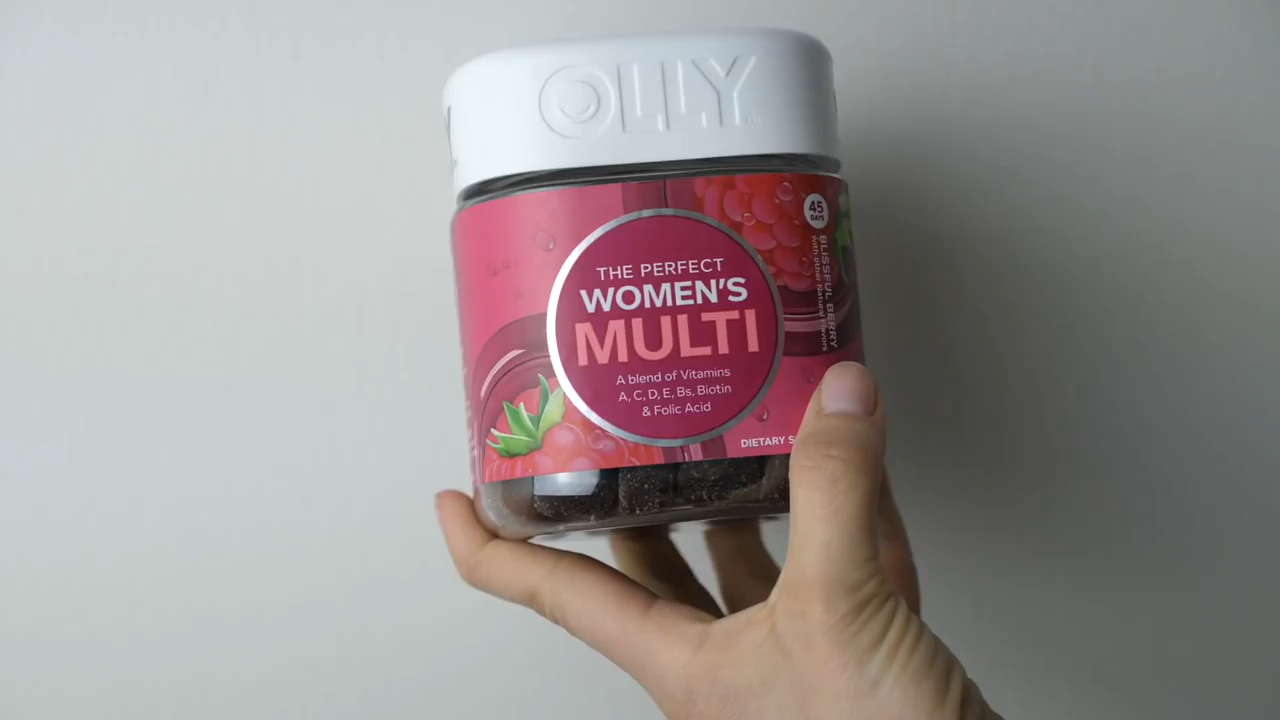 OLLY
THE PERFECT
WOMEN'S
MULTI
A blend of Vitamins
A, C, D, E, Bs, Biotin
& Folic Acid
45
DAYS
BLISSFUL BERRY
with other Natural Flavors
DIETARY